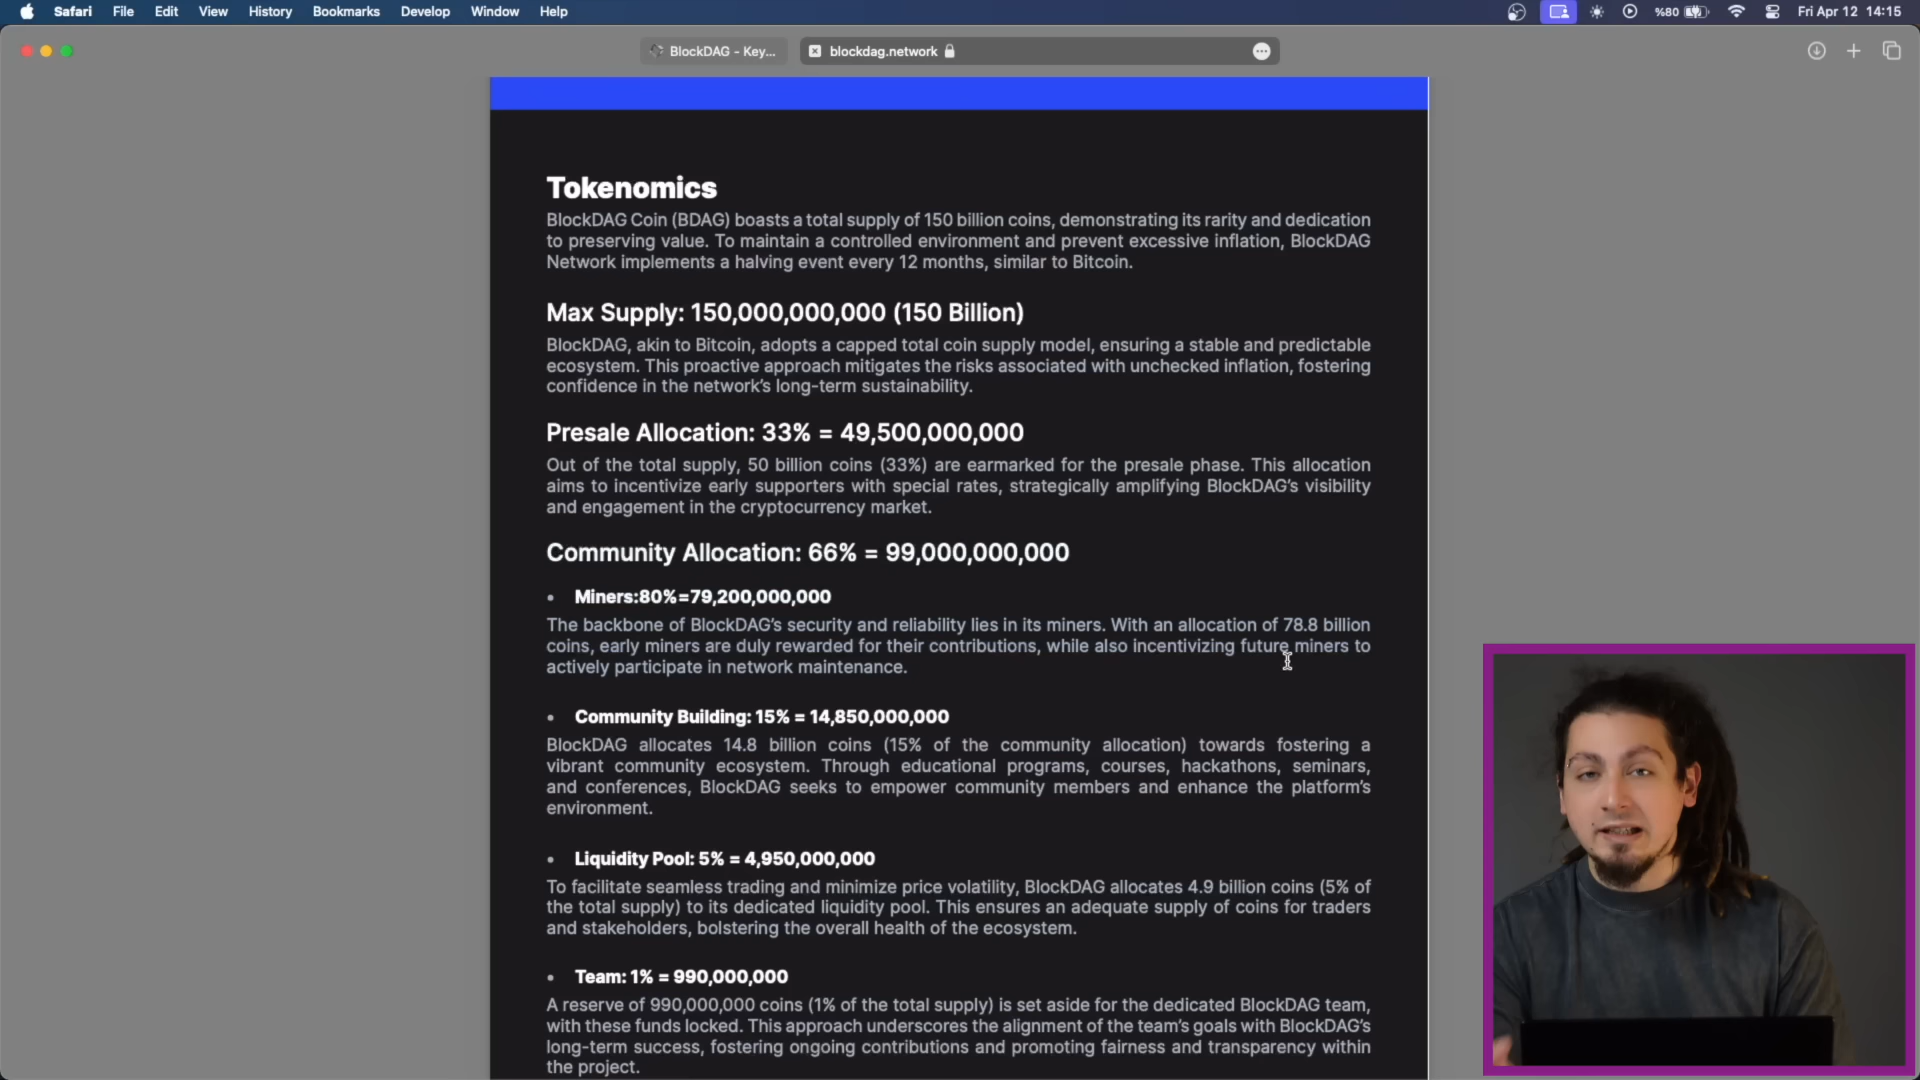 Safari File Edit View History Bookmarks Develop Window Help %80 Fri Apr 12 14:15
BlockDAG - Key... blockdag.network
Tokenomics
BlockDAG Coin (BDAG) boasts a total supply of 150 billion coins, demonstrating its rarity and dedication
to preserving value. To maintain a controlled environment and prevent excessive inflation, BlockDAG
Network implements a halving event every 12 months, similar to Bitcoin.
Max Supply: 150,000,000,000 (150 Billion)
BlockDAG, akin to Bitcoin, adopts a capped total coin supply model, ensuring a stable and predictable
ecosystem. This proactive approach mitigates the risks associated with unchecked inflation, fostering
confidence in the network's long-term sustainability.
Presale Allocation: 33% = 49,500,000,000
Out of the total supply, 50 billion coins (33%) are earmarked for the presale phase. This allocation
aims to incentivize early supporters with special rates, strategically amplifying BlockDAG's visibility
and engagement in the cryptocurrency market.
Community Allocation: 66% = 99,000,000,000
• Miners:80%=79,200,000,000
The backbone of BlockDAG's security and reliability lies in its miners. With an allocation of 78.8 billion
coins, early miners are duly rewarded for their contributions, while also incentivizing future miners to
actively participate in network maintenance.
• Community Building: 15% = 14,850,000,000
BlockDAG allocates 14.8 billion coins (15% of the community allocation) towards fostering a
vibrant community ecosystem. Through educational programs, courses, hackathons, seminars,
and conferences, BlockDAG seeks to empower community members and enhance the platform's
environment.
• Liquidity Pool: 5% = 4,950,000,000
To facilitate seamless trading and minimize price volatility, BlockDAG allocates 4.9 billion coins (5% of
the total supply) to its dedicated liquidity pool. This ensures an adequate supply of coins for traders
and stakeholders, bolstering the overall health of the ecosystem.
• Team: 1% = 990,000,000
A reserve of 990,000,000 coins (1% of the total supply) is set aside for the dedicated BlockDAG team,
with these funds locked. This approach underscores the alignment of the team's goals with BlockDAG's
long-term success, fostering ongoing contributions and promoting fairness and transparency within
the project.